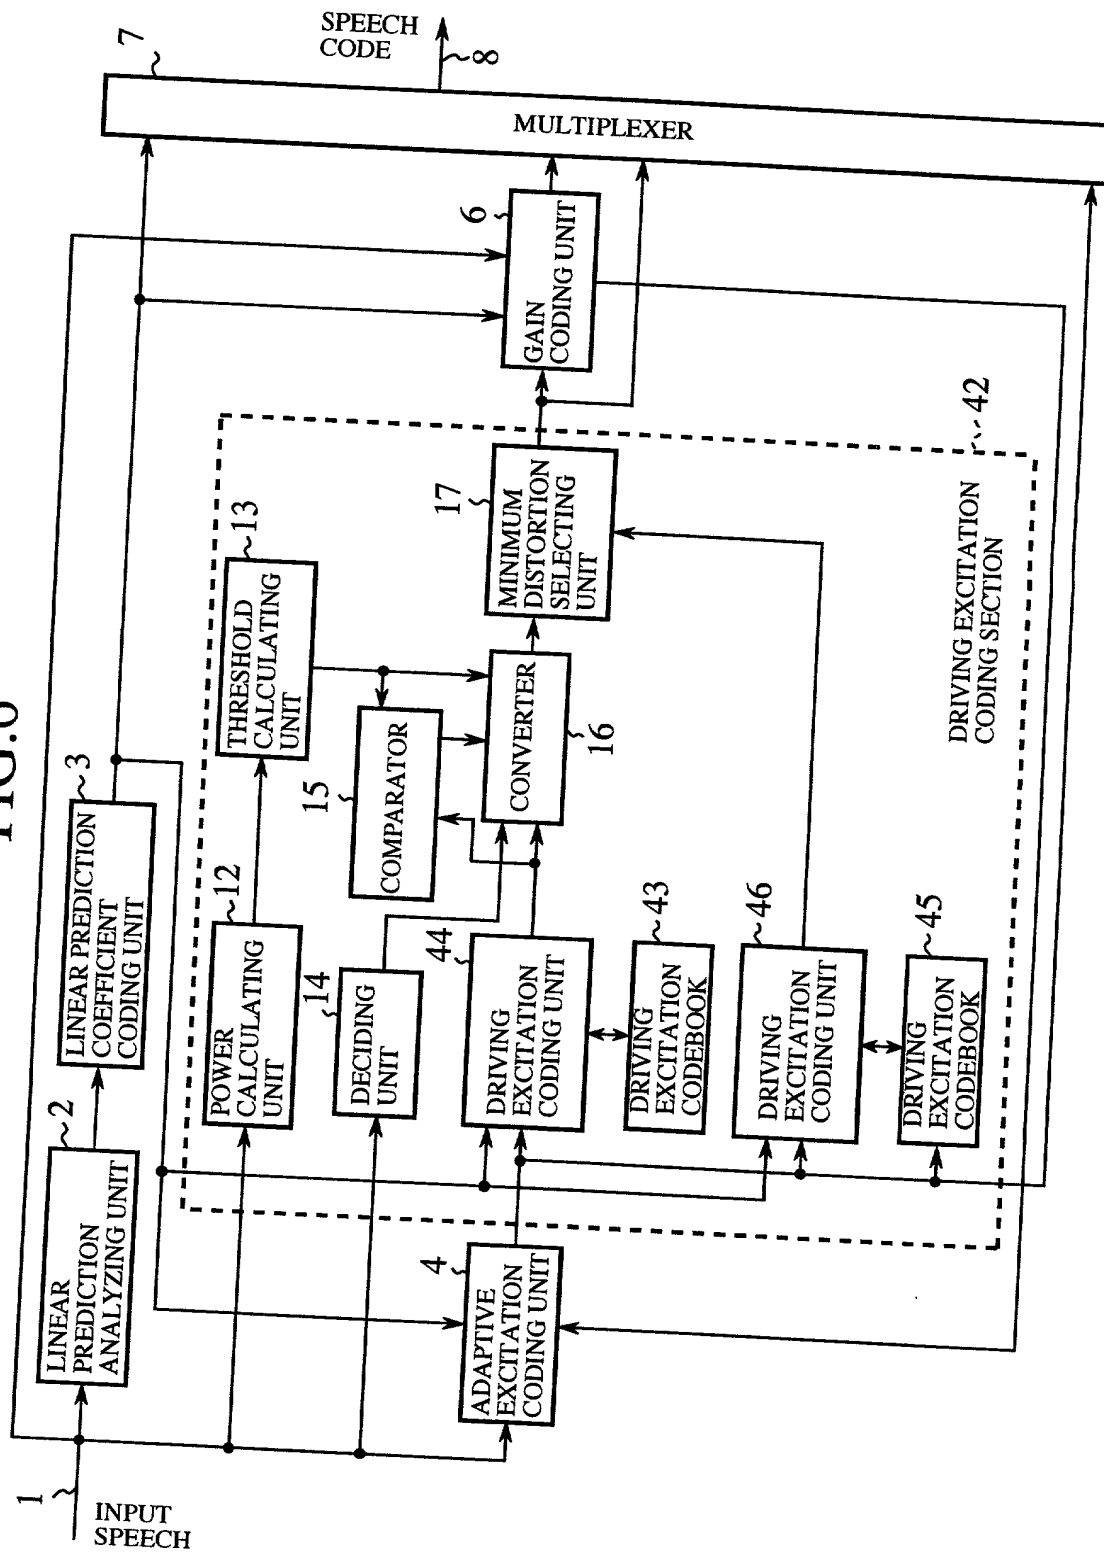 FIG.6
1
INPUT
SPEECH
LINEAR
PREDICTION
ANALYZING UNIT
2
LINEAR PREDICTION
COEFFICIENT
CODING UNIT
3
POWER
CALCULATING
UNIT
12
THRESHOLD
CALCULATING
UNIT
13
DECIDING
UNIT
14
COMPARATOR
15
CONVERTER
16
MINIMUM
DISTORTION
SELECTING
UNIT
17
ADAPTIVE
EXCITATION
CODING UNIT
4
DRIVING
EXCITATION
CODING UNIT
44
DRIVING
EXCITATION
CODEBOOK
43
DRIVING
EXCITATION
CODING UNIT
46
DRIVING
EXCITATION
CODEBOOK
45
DRIVING EXCITATION
CODING SECTION
42
GAIN
CODING UNIT
6
MULTIPLEXER
7
SPEECH
CODE
8